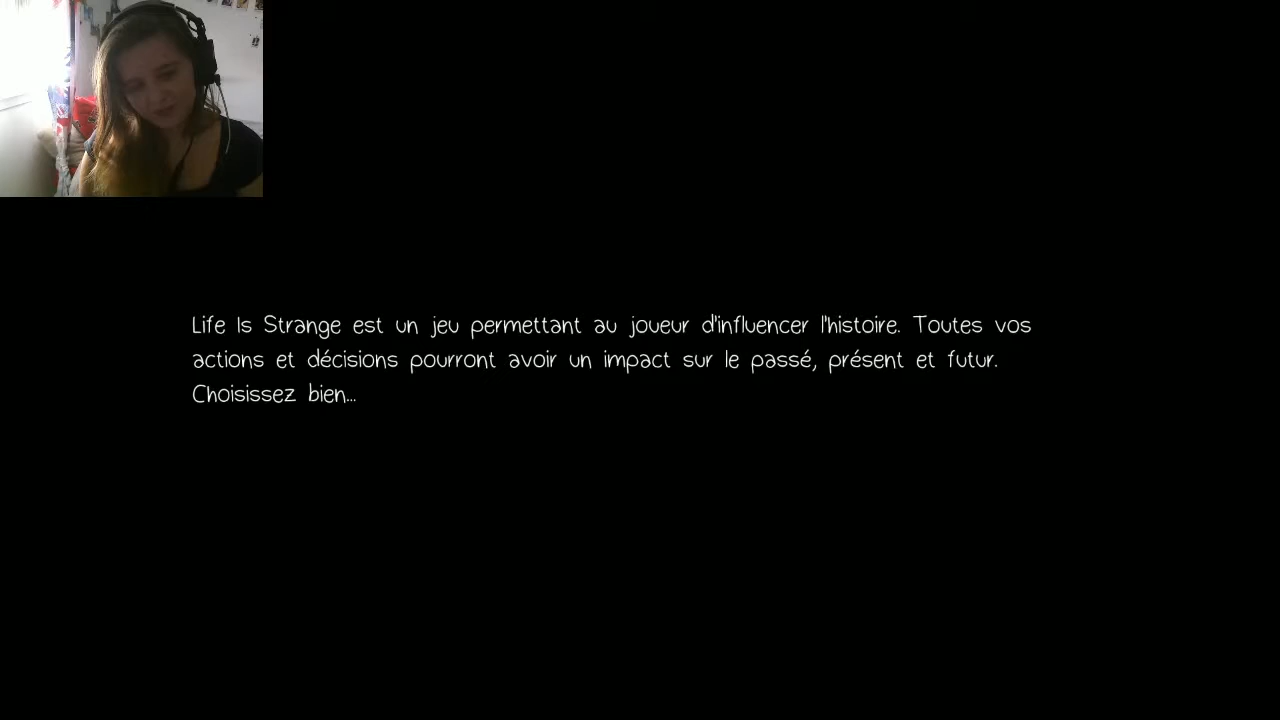 Life Is Strange est un jeu permettant au joueur d'influencer l'histoire. Toutes vos
actions et décisions pourront avoir un impact sur le passé, présent et futur.
Choisissez bien...